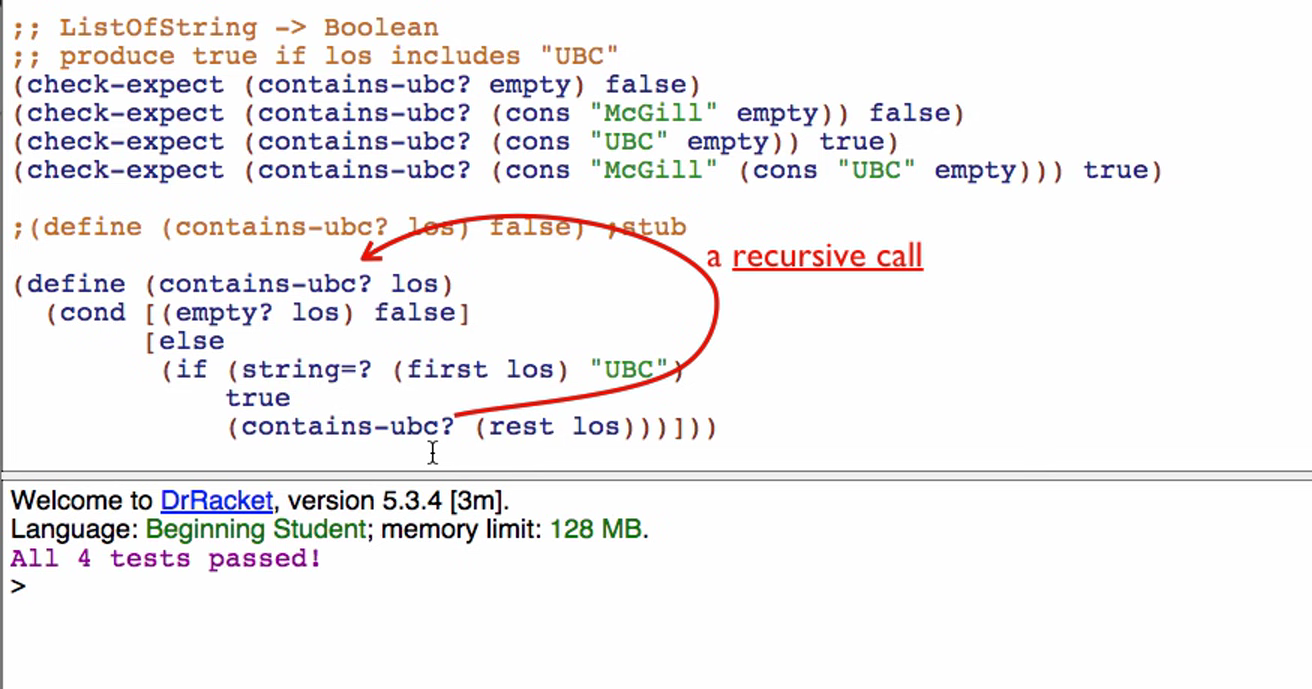 ;; ListOfString -> Boolean
;; produce true if los includes "UBC"
(check-expect (contains-ubc? empty) false)
(check-expect (contains-ubc? (cons "McGill" empty)) false)
(check-expect (contains-ubc? (cons "UBC" empty)) true)
(check-expect (contains-ubc? (cons "McGill" (cons "UBC" empty))) true)
;(define (contains-ubc? los) false) ;stub
a recursive call
(define (contains-ubc? los)
  (cond [(empty? los) false]
        [else
         (if (string=? (first los) "UBC")
             true
             (contains-ubc? (rest los)))]))
Welcome to DrRacket, version 5.3.4 [3m].
Language: Beginning Student; memory limit: 128 MB.
All 4 tests passed!
>